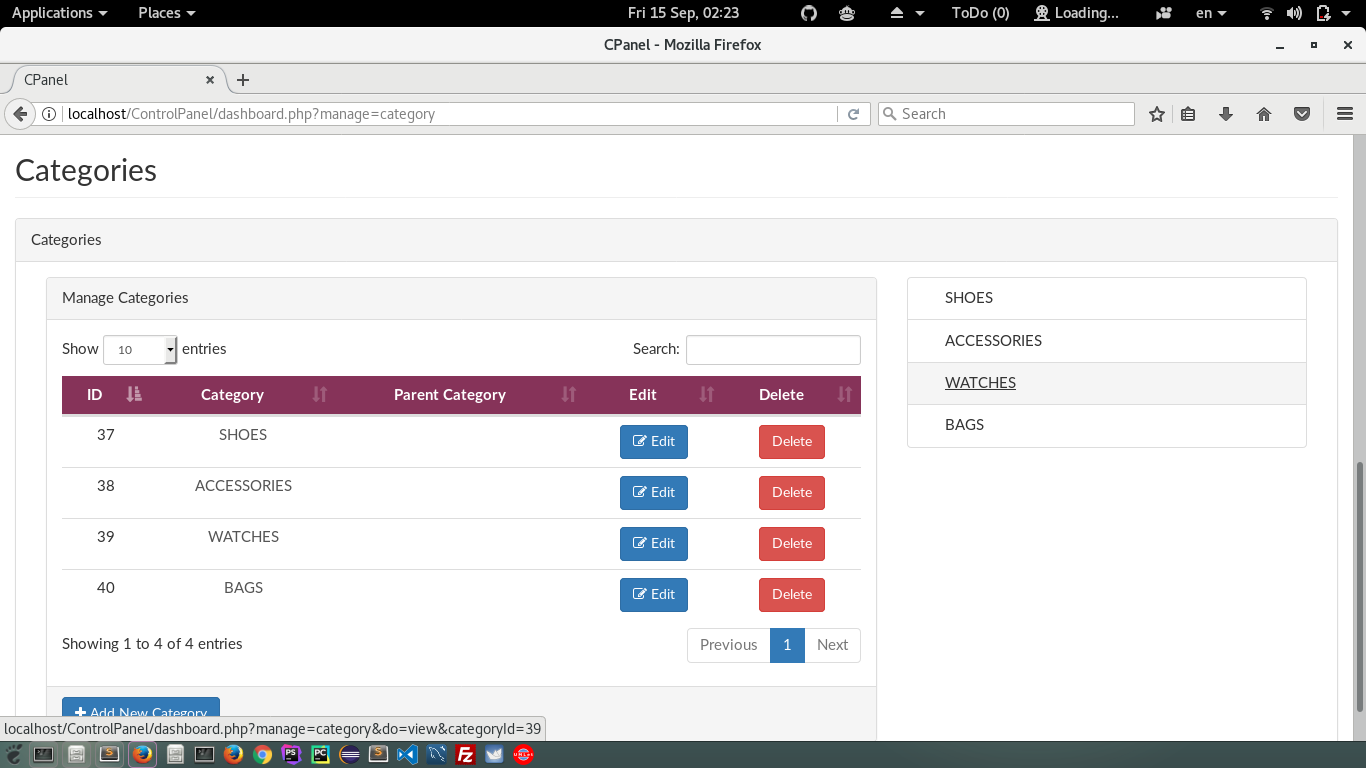 Applications Places Fri 15 Sep, 02:23 ToDo (0) Loading... en
CPanel - Mozilla Firefox
CPanel
localhost/ControlPanel/dashboard.php?manage=category Search
Categories
Categories
Manage Categories
Show 10 entries Search:
ID Category Parent Category Edit Delete
37 SHOES Edit Delete
38 ACCESSORIES Edit Delete
39 WATCHES Edit Delete
40 BAGS Edit Delete
Showing 1 to 4 of 4 entries Previous 1 Next
Add New Category
SHOES
ACCESSORIES
WATCHES
BAGS
localhost/ControlPanel/dashboard.php?manage=category&do=view&categoryId=39